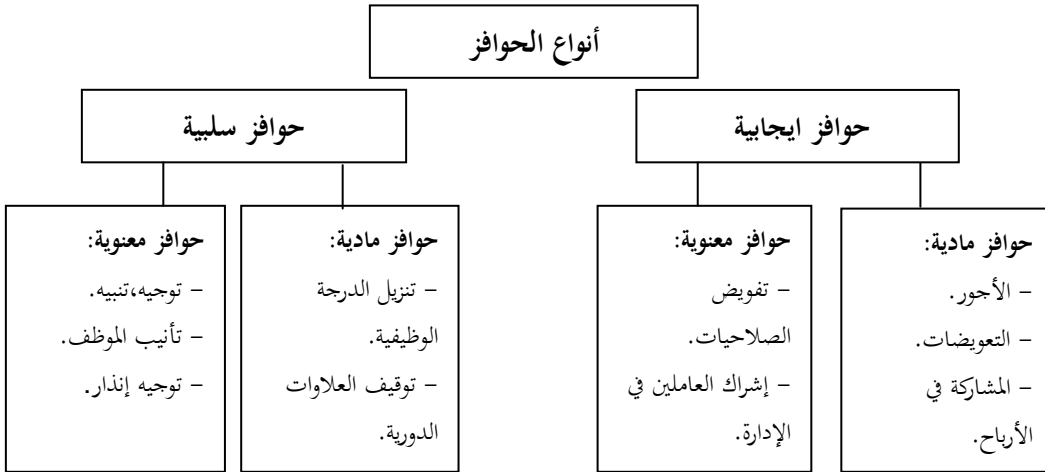 أنواع الحوافز
حوافز ايجابية
حوافز سلبية
حوافز مادية:
– الأجور.
– التعويضات.
– المشاركة في
الأرباح.
حوافز معنوية:
– تفويض
الصلاحيات.
– إشراك العاملين في
الإدارة.
حوافز مادية:
– تنزيل الدرجة
الوظيفية.
– توقيف العلاوات
الدورية.
حوافز معنوية:
– توجيه،تنبيه.
– تأنيب الموظف.
– توجيه إنذار.